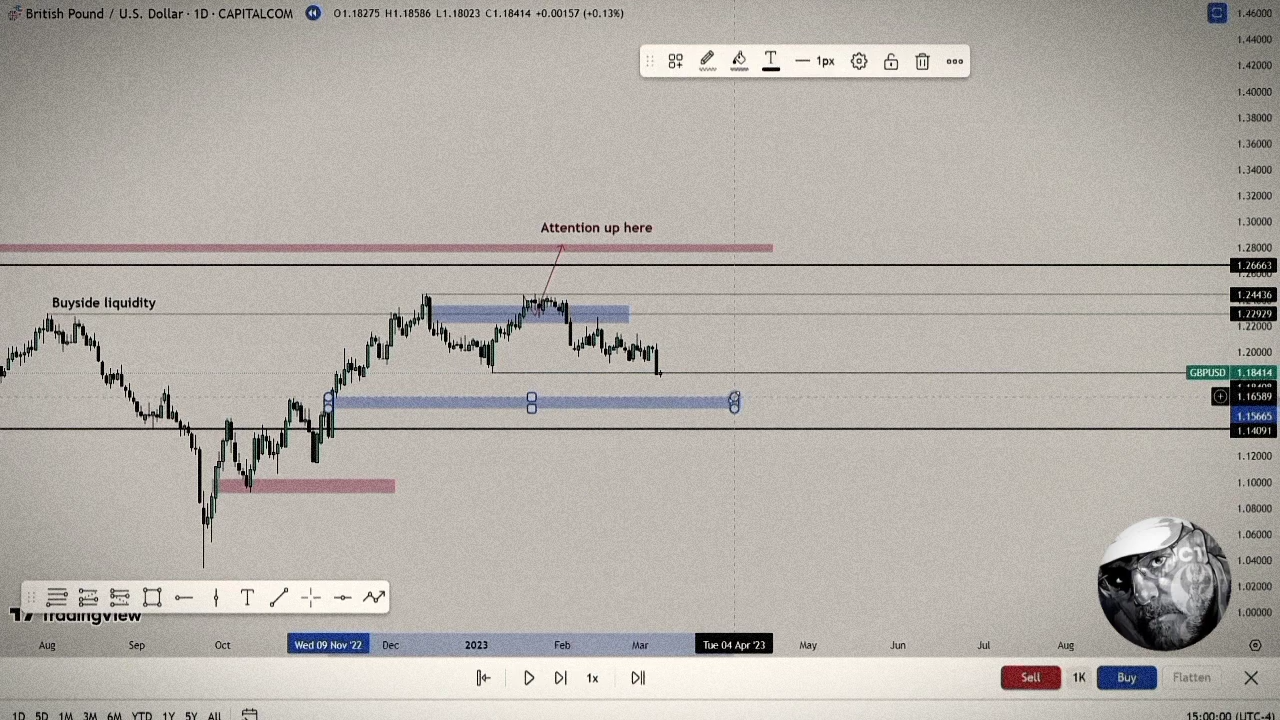 British Pound / U.S. Dollar · 1D · CAPITALCOM O1.18275 H1.18586 L1.18023 C1.18414 +0.00157 (+0.13%)
1px
1.46000
1.44000
1.42000
1.40000
1.38000
1.36000
1.34000
1.32000
1.30000
Attention up here
1.28000
1.26663
1.24436
Buyside liquidity
1.22929
1.22000
1.20000
GBPUSD 1.18414
1.16589
1.15665
1.14091
1.12000
1.10000
1.08000
1.06000
1.04000
1.02000
1.00000
TradingView
Aug Sep Oct Wed 09 Nov '22 Dec 2023 Feb Mar Tue 04 Apr '23 May Jun Jul Aug
1x Sell 1K Buy Flatten
1D 5D 1M 3M 6M YTD 1Y 5Y All 15:00:00 (UTC-4)